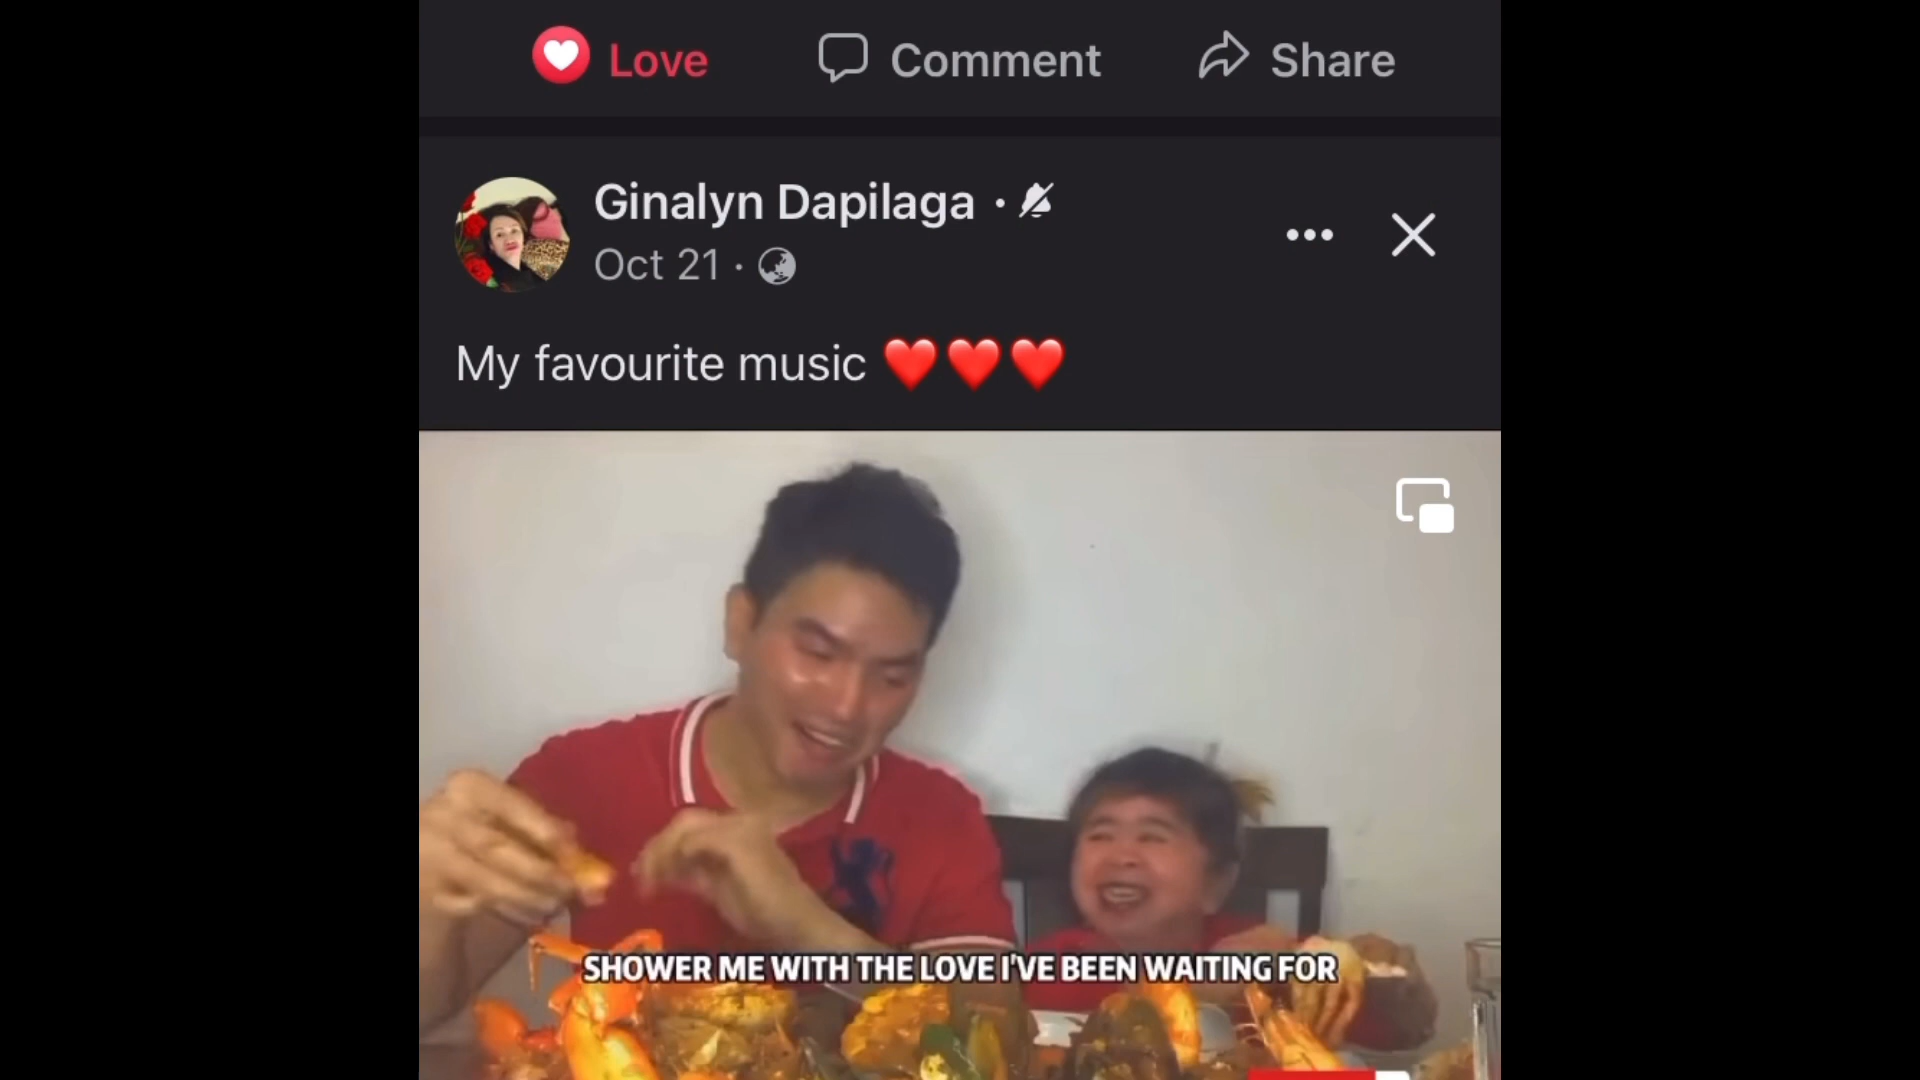 Love Comment Share
Ginalyn Dapilaga ·
Oct 21 ·
My favourite music ❤️❤️❤️
SHOWER ME WITH THE LOVE I'VE BEEN WAITING FOR